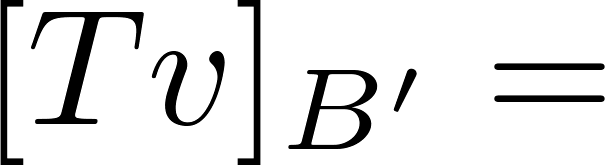 [Tv]_{B'} =